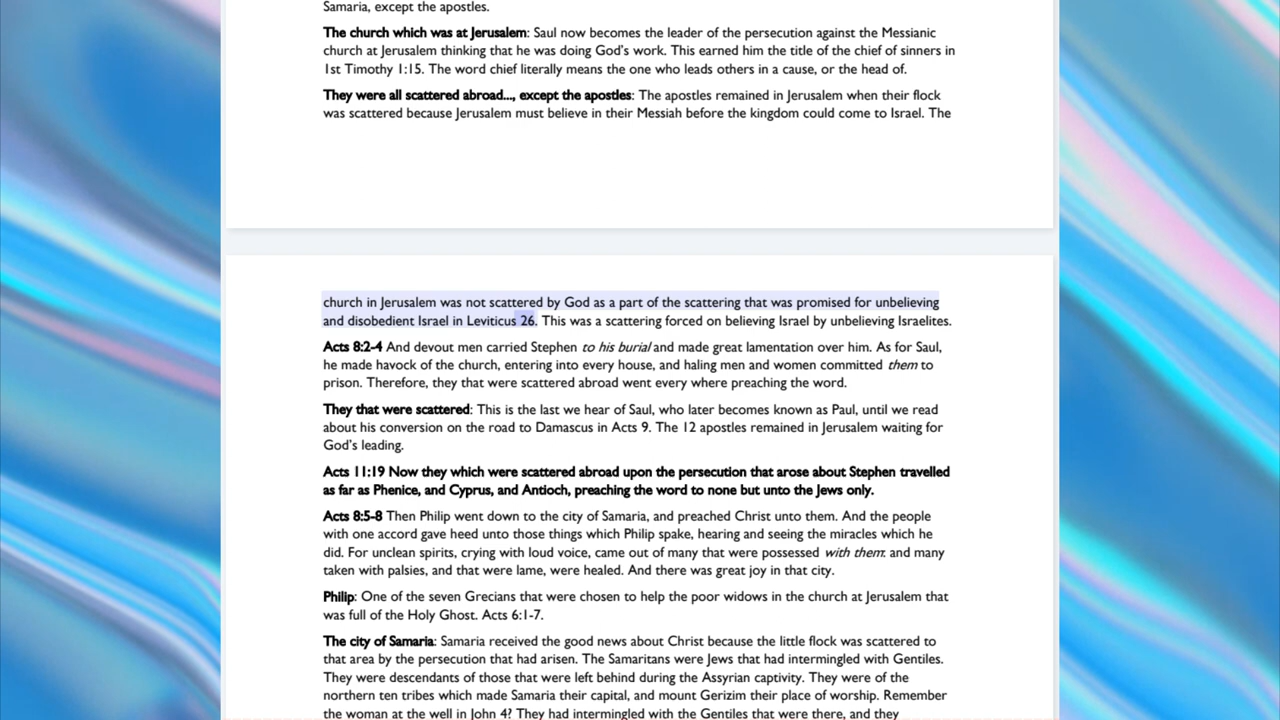 Samaria, except the apostles.
The church which was at Jerusalem: Saul now becomes the leader of the persecution against the Messianic
church at Jerusalem thinking that he was doing God's work. This earned him the title of the chief of sinners in
1st Timothy 1:15. The word chief literally means the one who leads others in a cause, or the head of.
They were all scattered abroad..., except the apostles: The apostles remained in Jerusalem when their flock
was scattered because Jerusalem must believe in their Messiah before the kingdom could come to Israel. The
church in Jerusalem was not scattered by God as a part of the scattering that was promised for unbelieving
and disobedient Israel in Leviticus 26. This was a scattering forced on believing Israel by unbelieving Israelites.
Acts 8:2-4 And devout men carried Stephen to his burial and made great lamentation over him. As for Saul,
he made havock of the church, entering into every house, and haling men and women committed them to
prison. Therefore, they that were scattered abroad went every where preaching the word.
They that were scattered: This is the last we hear of Saul, who later becomes known as Paul, until we read
about his conversion on the road to Damascus in Acts 9. The 12 apostles remained in Jerusalem waiting for
God's leading.
Acts 11:19 Now they which were scattered abroad upon the persecution that arose about Stephen travelled
as far as Phenice, and Cyprus, and Antioch, preaching the word to none but unto the Jews only.
Acts 8:5-8 Then Philip went down to the city of Samaria, and preached Christ unto them. And the people
with one accord gave heed unto those things which Philip spake, hearing and seeing the miracles which he
did. For unclean spirits, crying with loud voice, came out of many that were possessed with them: and many
taken with palsies, and that were lame, were healed. And there was great joy in that city.
Philip: One of the seven Grecians that were chosen to help the poor widows in the church at Jerusalem that
was full of the Holy Ghost. Acts 6:1-7.
The city of Samaria: Samaria received the good news about Christ because the little flock was scattered to
that area by the persecution that had arisen. The Samaritans were Jews that had intermingled with Gentiles.
They were descendants of those that were left behind during the Assyrian captivity. They were of the
northern ten tribes which made Samaria their capital, and mount Gerizim their place of worship. Remember
the woman at the well in John 4? They had intermingled with the Gentiles that were there, and they